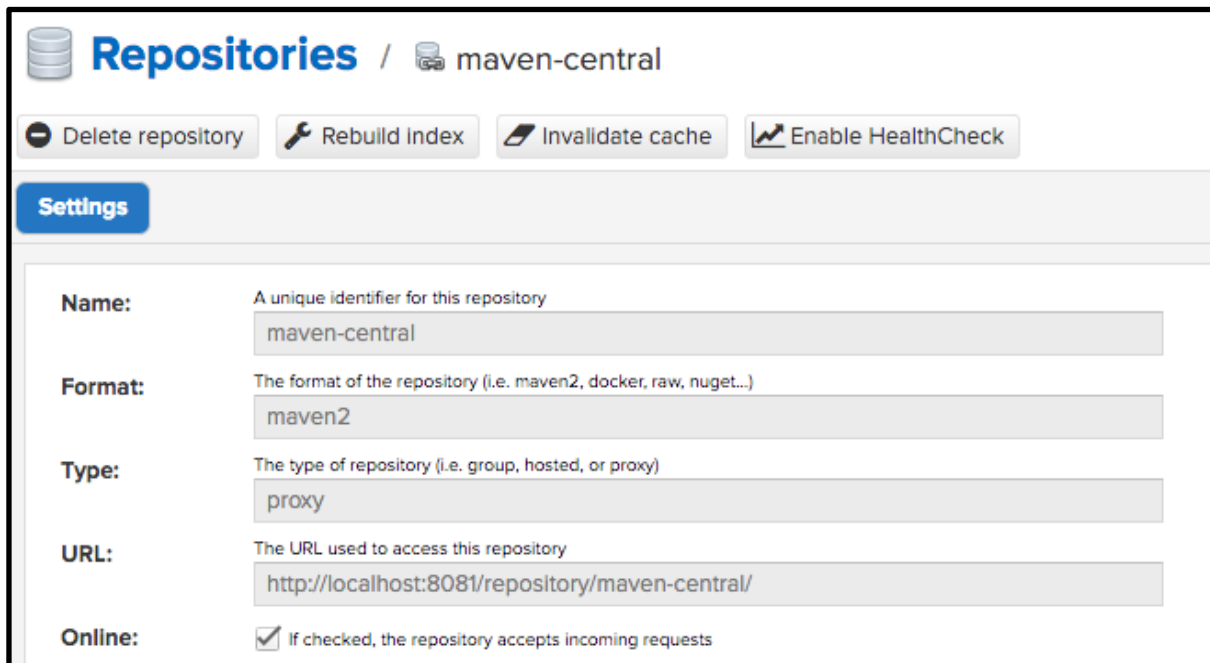 Repositories / maven-central
Delete repository Rebuild index Invalidate cache Enable HealthCheck
Settings
Name: A unique identifier for this repository
maven-central
Format: The format of the repository (i.e. maven2, docker, raw, nuget...)
maven2
Type: The type of repository (i.e. group, hosted, or proxy)
proxy
URL: The URL used to access this repository
http://localhost:8081/repository/maven-central/
Online: If checked, the repository accepts incoming requests